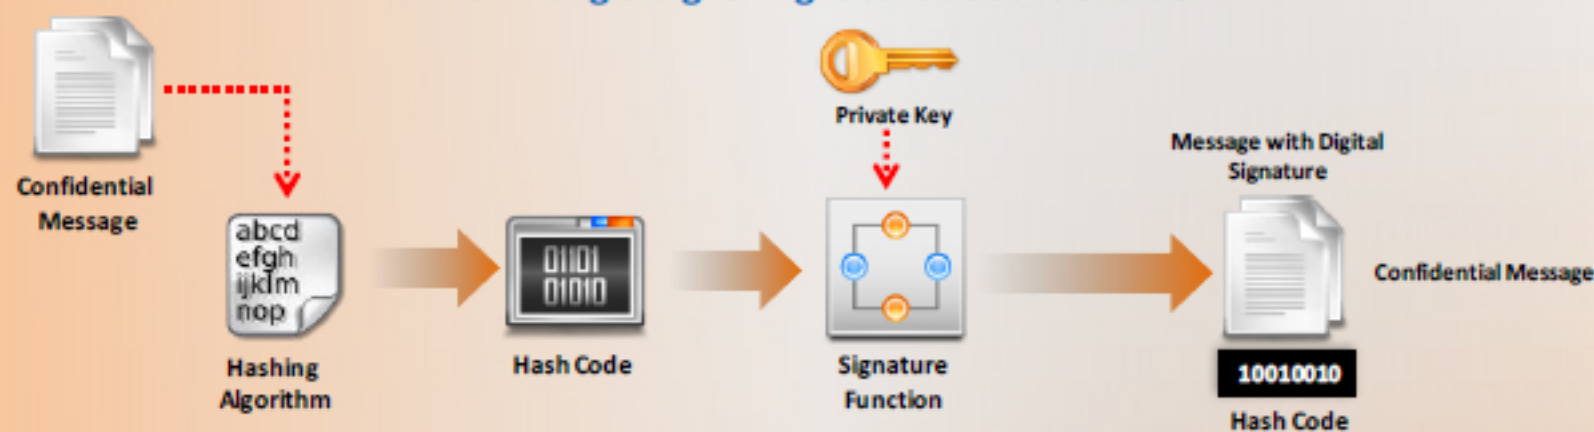 Private Key
Message with Digital
Signature
Confidential
Message
abcd
efgh
ijklm
nop
01101
01010
Confidential Message
Hashing
Algorithm
Hash Code
Signature
Function
10010010
Hash Code